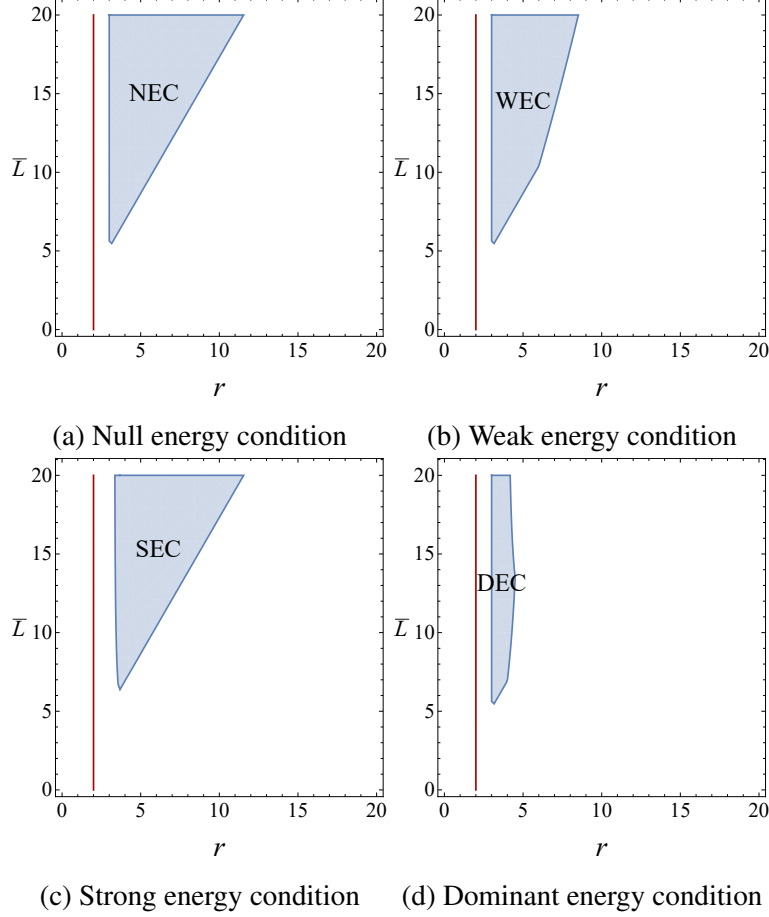 20
15
NEC
L̅ 10
5
0
0 5 10 15 20
r
(a) Null energy condition
20
15
WEC
L̅ 10
5
0
0 5 10 15 20
r
(b) Weak energy condition
20
15
SEC
L̅ 10
5
0
0 5 10 15 20
r
(c) Strong energy condition
20
15
DEC
L̅ 10
5
0
0 5 10 15 20
r
(d) Dominant energy condition